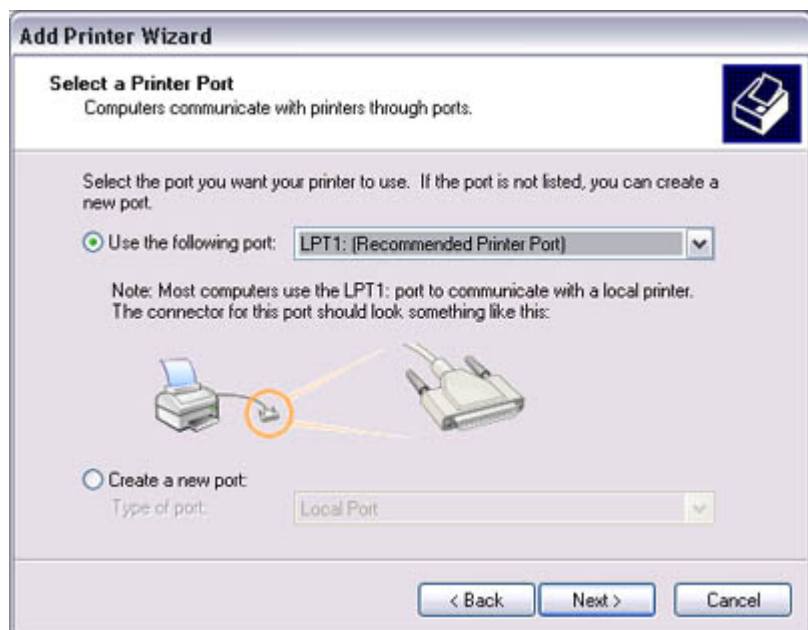 Add Printer Wizard
Select a Printer Port
Computers communicate with printers through ports.
Select the port you want your printer to use. If the port is not listed, you can create a
new port.
Use the following port: LPT1: (Recommended Printer Port)
Note: Most computers use the LPT1: port to communicate with a local printer.
The connector for this port should look something like this:
Create a new port:
Type of port: Local Port
< Back Next > Cancel